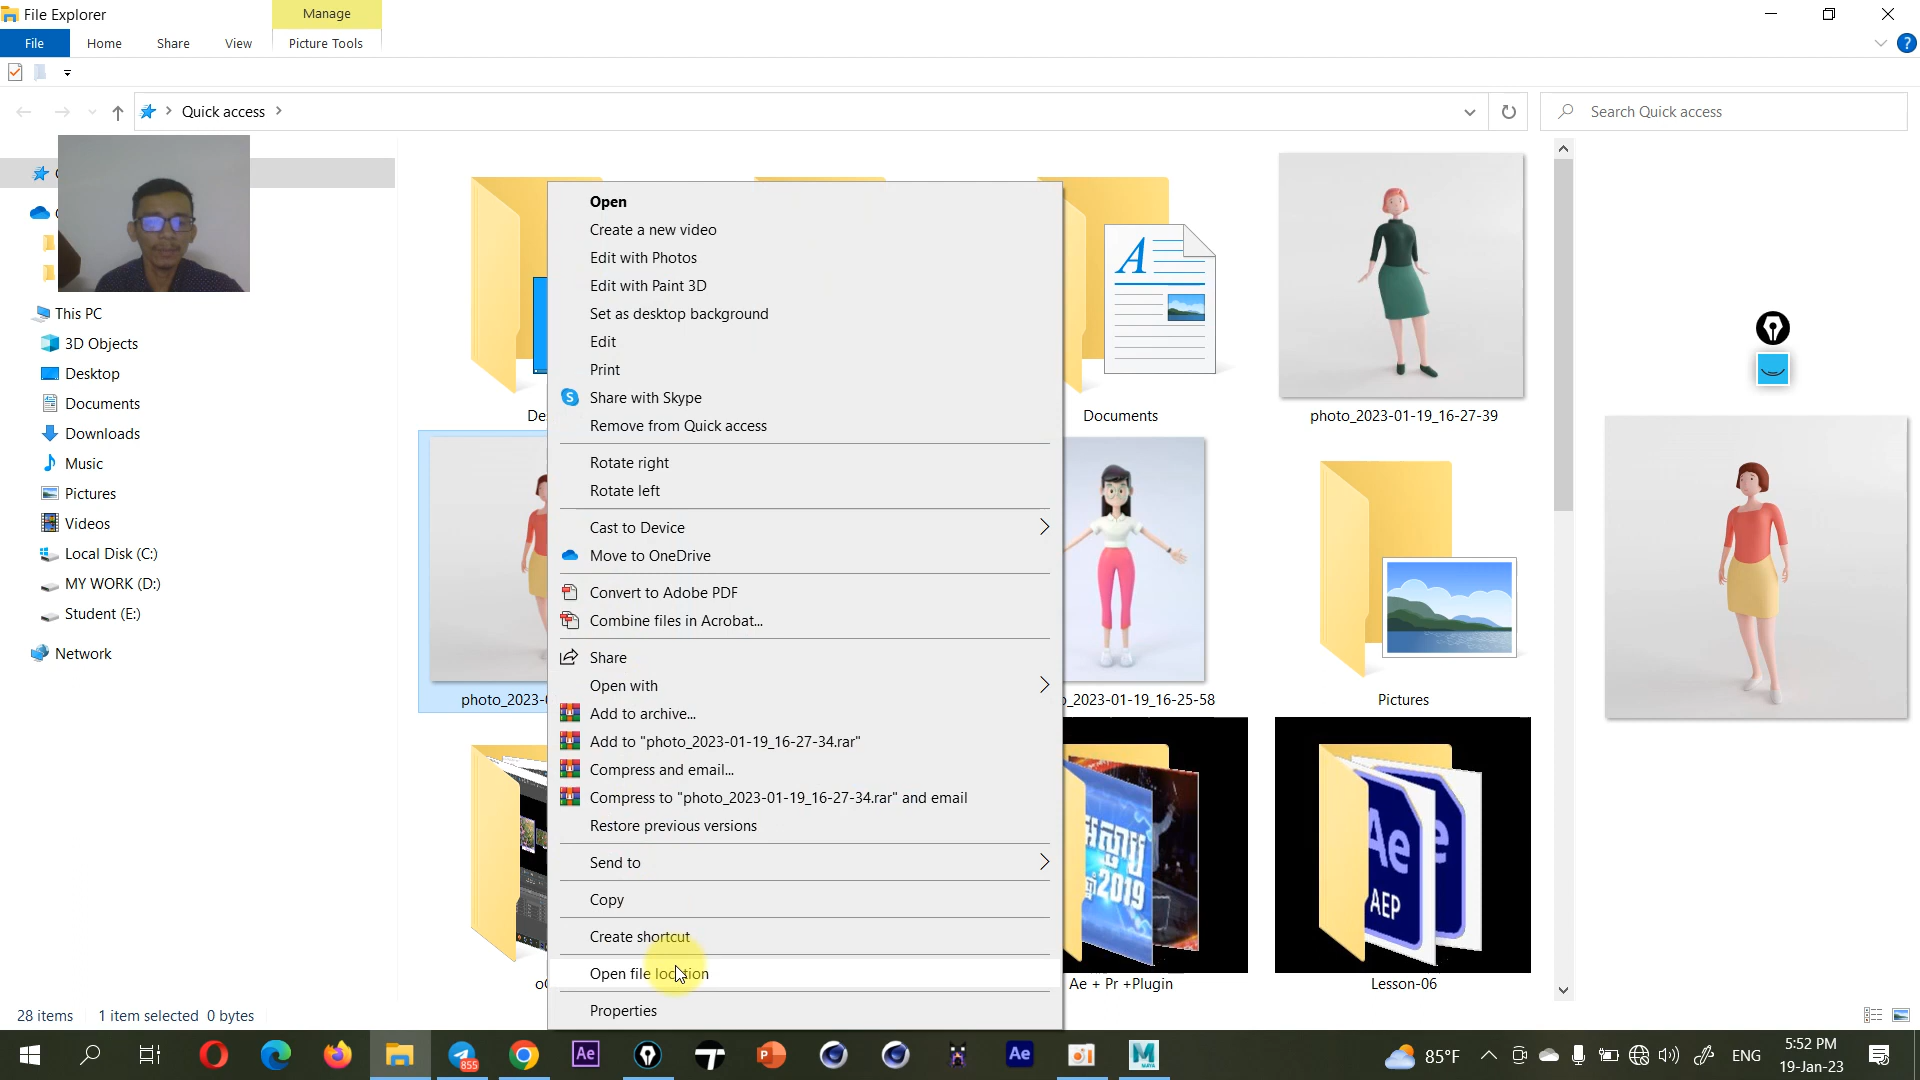 File Explorer
Manage
File
Home
Share
View
Picture Tools
Quick access
Search Quick access
This PC
3D Objects
Desktop
Documents
Downloads
Music
Pictures
Videos
Local Disk (C:)
MY WORK (D:)
Student (E:)
Network
Open
Create a new video
Edit with Photos
Edit with Paint 3D
Set as desktop background
Edit
Print
Share with Skype
Remove from Quick access
Rotate right
Rotate left
Cast to Device
Move to OneDrive
Convert to Adobe PDF
Combine files in Acrobat...
Share
Open with
Add to archive...
Add to "photo_2023-01-19_16-27-34.rar"
Compress and email...
Compress to "photo_2023-01-19_16-27-34.rar" and email
Restore previous versions
Send to
Copy
Create shortcut
Open file location
Properties
Documents
photo_2023-01-19_16-27-39
_2023-01-19_16-25-58
Pictures
2019
Ae
AEP
Ae + Pr +Plugin
Lesson-06
28 items
1 item selected 0 bytes
855
Ae
Ae
85°F
ENG
5:52 PM
19-Jan-23